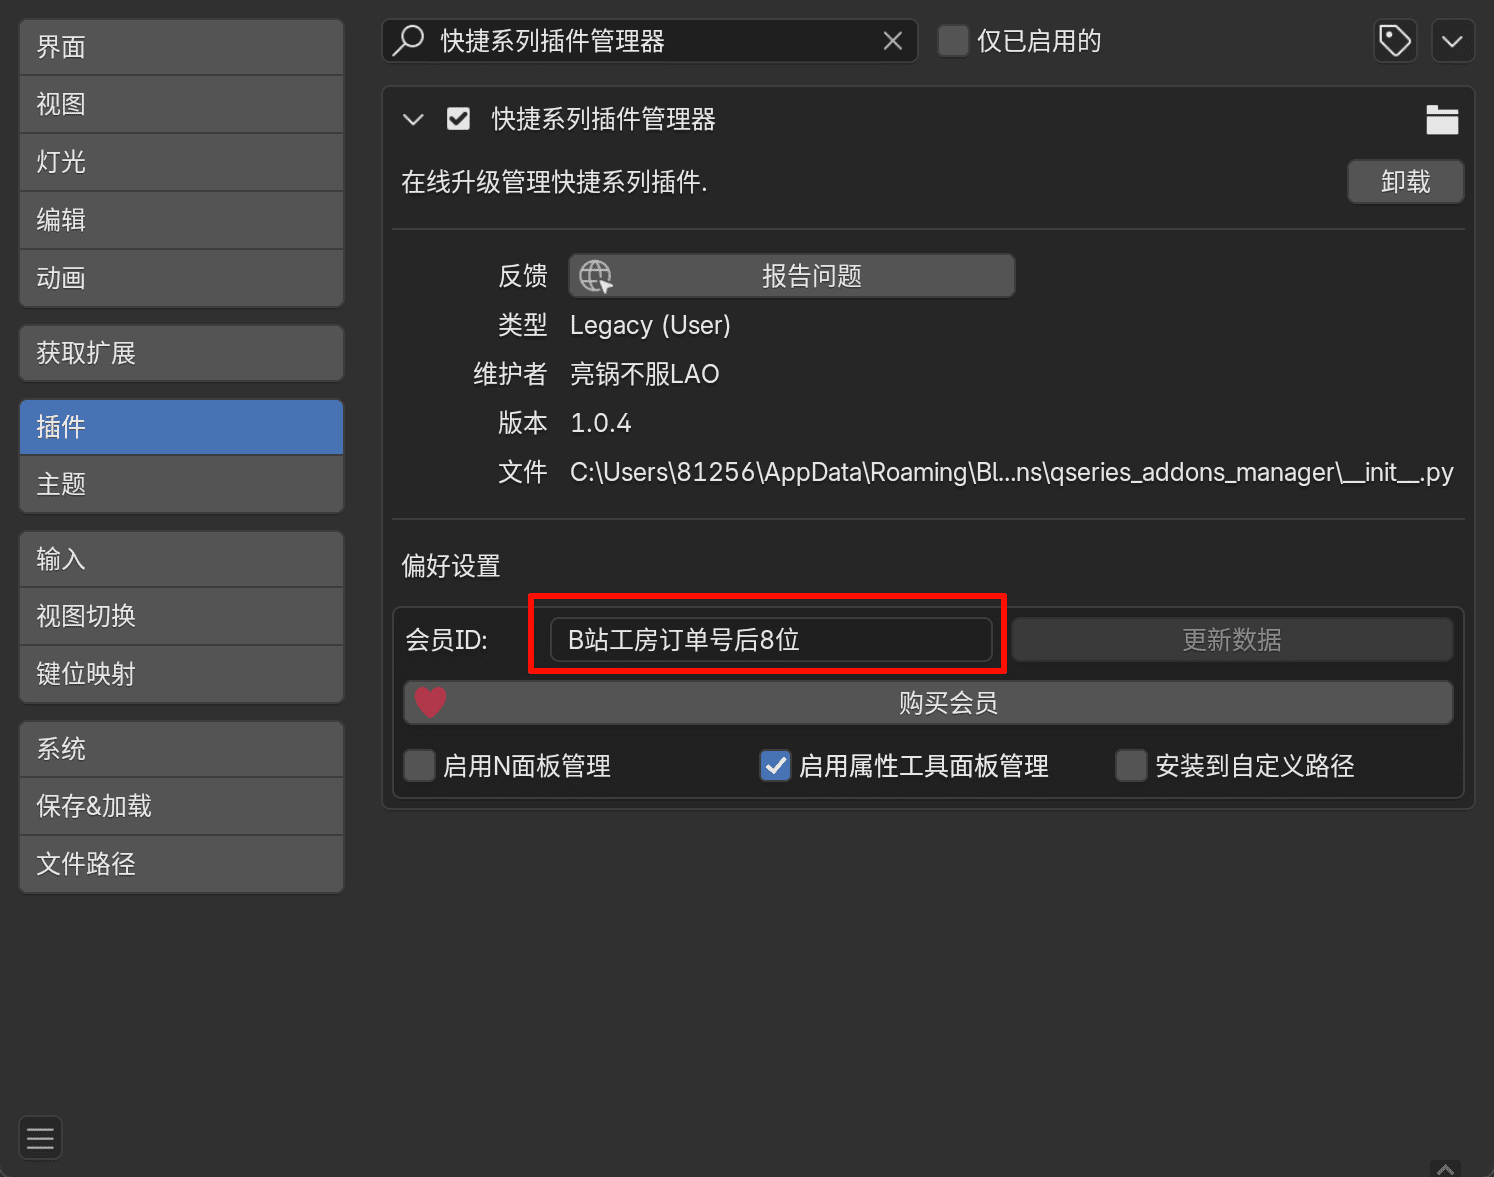 界面
视图
灯光
编辑
动画
获取扩展
插件
主题
输入
视图切换
键位映射
系统
保存&加载
文件路径
快捷系列插件管理器
仅已启用的
快捷系列插件管理器
在线升级管理快捷系列插件.
卸载
反馈 报告问题
类型 Legacy (User)
维护者 亮锅不服LAO
版本 1.0.4
文件 C:\Users\81256\AppData\Roaming\Bl...ns\qseries_addons_manager\__init__.py
偏好设置
会员ID: B站工房订单号后8位 更新数据
购买会员
启用N面板管理 启用属性工具面板管理 安装到自定义路径